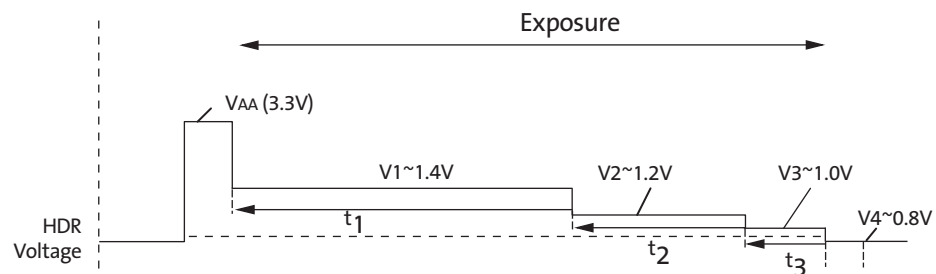 Exposure
VAA (3.3V)
V1~1.4V
V2~1.2V
V3~1.0V
V4~0.8V
HDR
Voltage
t1
t2
t3